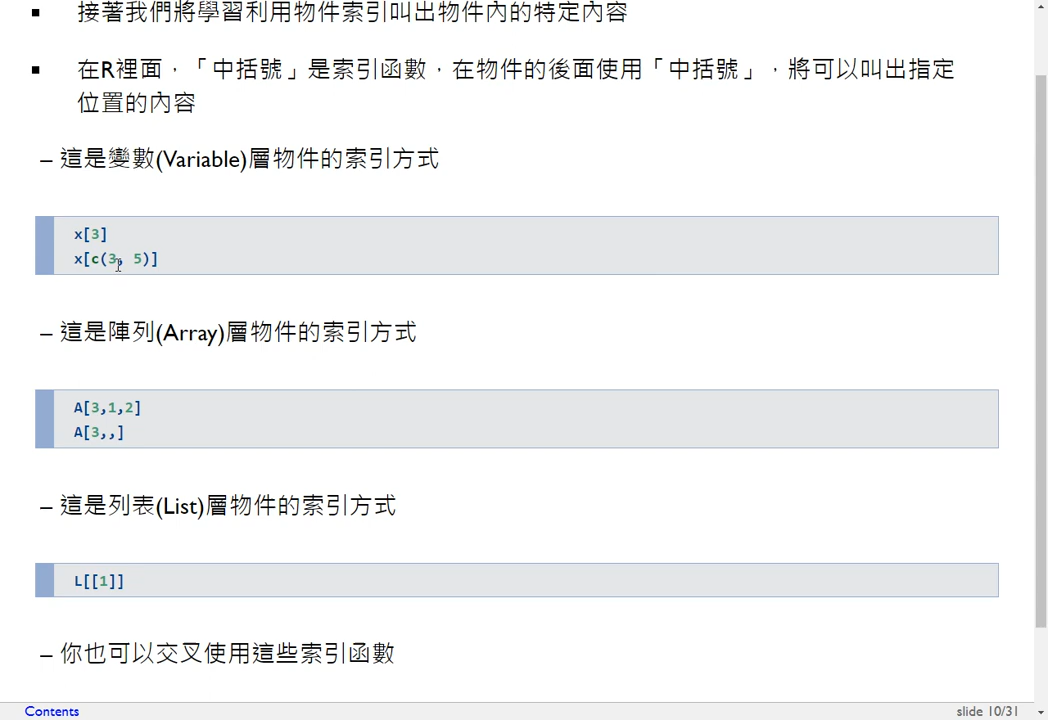 ▪ 接著我們將學習利用物件索引叫出物件內的特定內容
▪ 在R裡面，「中括號」是索引函數，在物件的後面使用「中括號」，將可以叫出指定
位置的內容
– 這是變數(Variable)層物件的索引方式
x[3]
x[c(3, 5)]
– 這是陣列(Array)層物件的索引方式
A[3,1,2]
A[3,,]
– 這是列表(List)層物件的索引方式
L[[1]]
– 你也可以交叉使用這些索引函數
Contents
slide 10/31